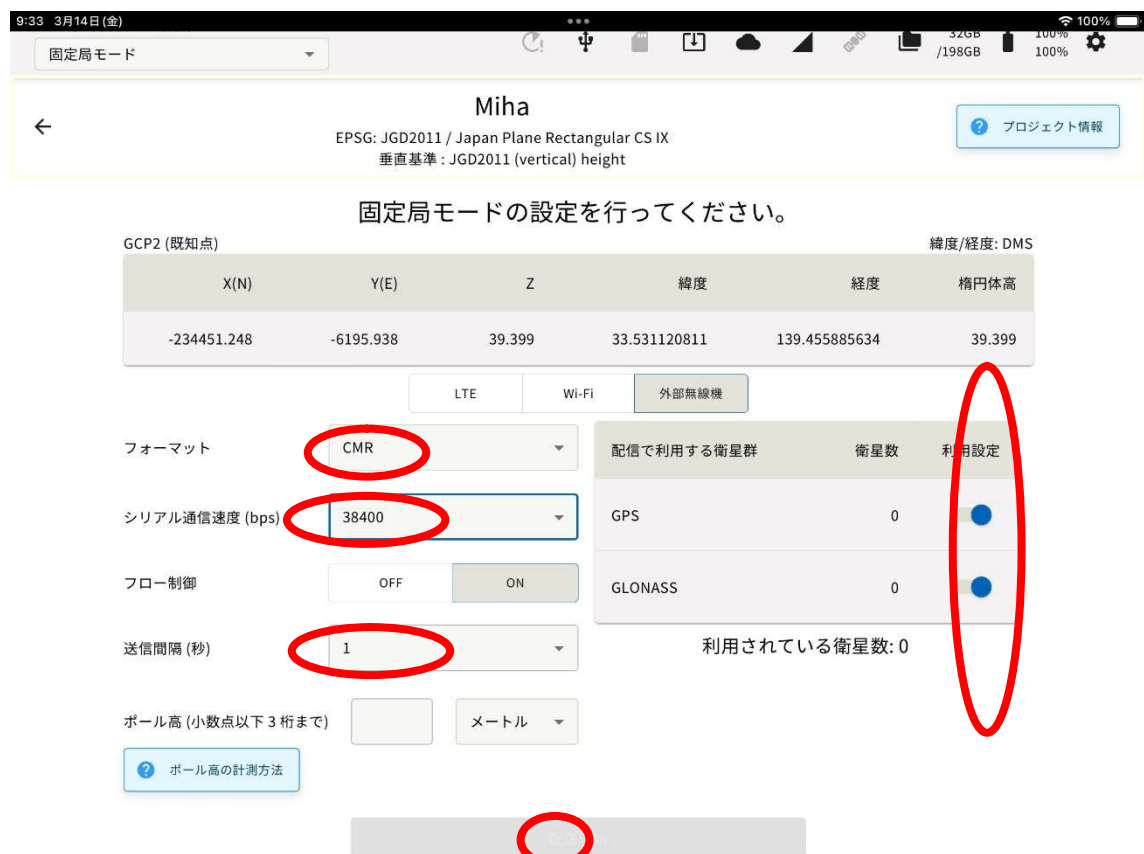 9:33 3月14日(金)
100%
固定局モード
32GB
/198GB
100%
100%
Miha
EPSG: JGD2011 / Japan Plane Rectangular CS IX
垂直基準 : JGD2011 (vertical) height
プロジェクト情報
固定局モードの設定を行ってください。
GCP2 (既知点)
緯度/経度: DMS
X(N) Y(E) Z 緯度 経度 楕円体高
-234451.248 -6195.938 39.399 33.531120811 139.455885634 39.399
LTE Wi-Fi 外部無線機
フォーマット CMR
配信で利用する衛星群 衛星数 利用設定
シリアル通信速度 (bps) 38400
GPS 0
フロー制御 OFF ON
GLONASS 0
送信間隔 (秒) 1
利用されている衛星数: 0
ポール高 (小数点以下 3 桁まで) メートル
ポール高の計測方法